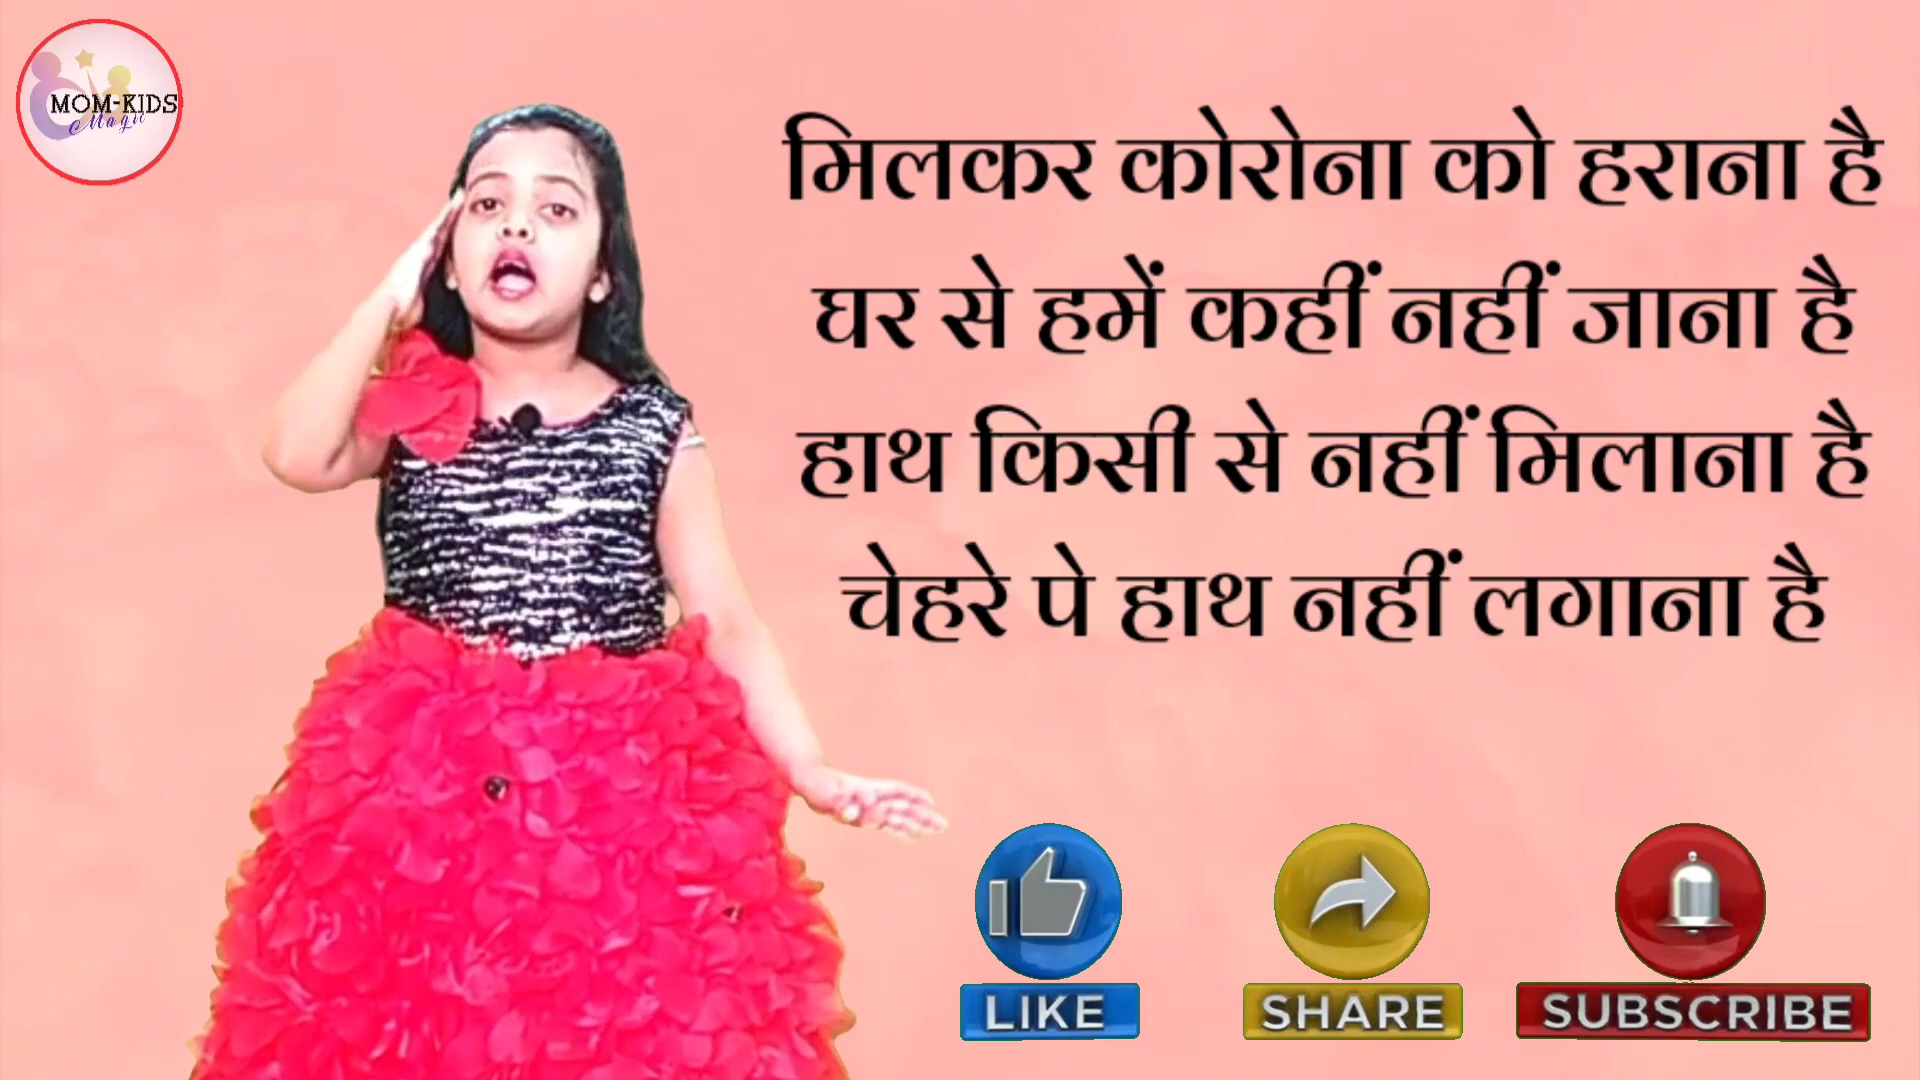 MOM-KIDS
Magic
मिलकर कोरोना को हराना है
घर से हमें कहीं नहीं जाना है
हाथ किसी से नहीं मिलाना है
चेहरे पे हाथ नहीं लगाना है
LIKE
SHARE
SUBSCRIBE